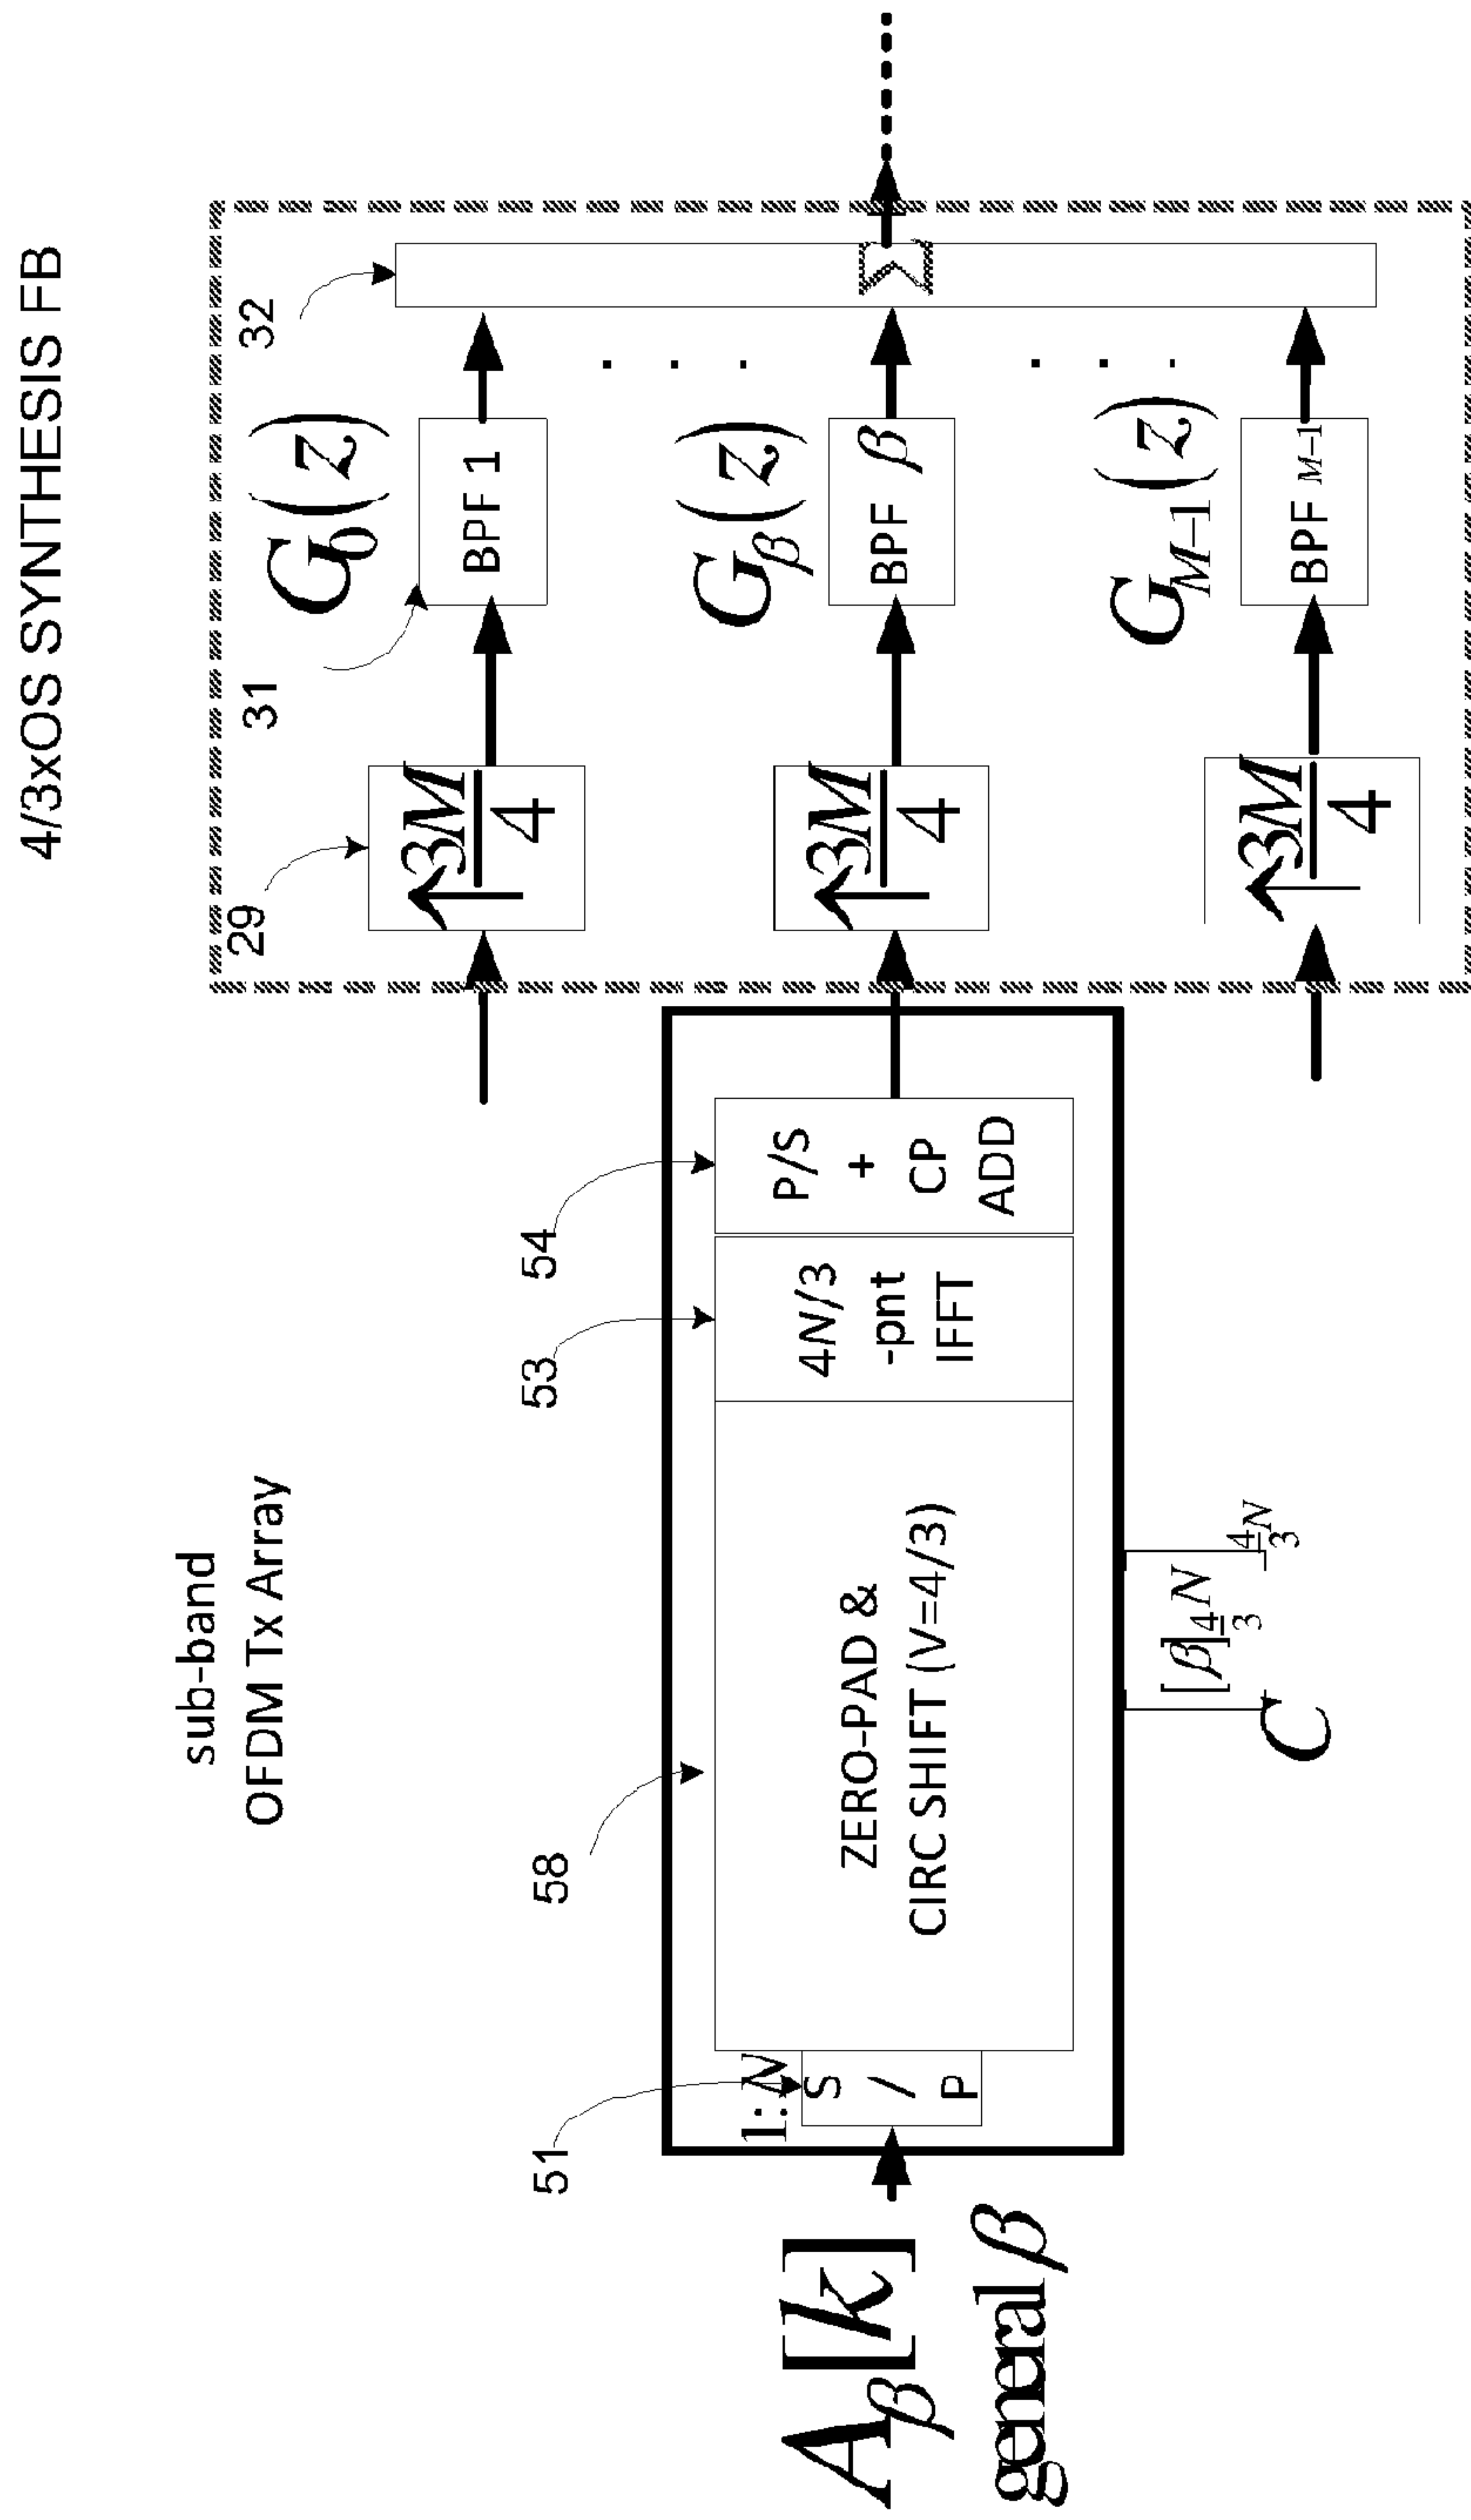 4/3xOS SYNTHESIS FB
sub-band
OFDM Tx Array
29
31
32
↑3M/4
G_0(z)
BPF 1
. . .
51
58
53
54
A_β[k]
general β
1:N
S
/
P
ZERO-PAD &
CIRC SHIFT (V=4/3)
4N/3
-pnt
IFFT
P/S
+
CP
ADD
↑3M/4
G_β(z)
BPF β
Σ
. . .
↑3M/4
G_{M-1}(z)
BPF M-1
C
[β]_{4/3 N}
4/3 N